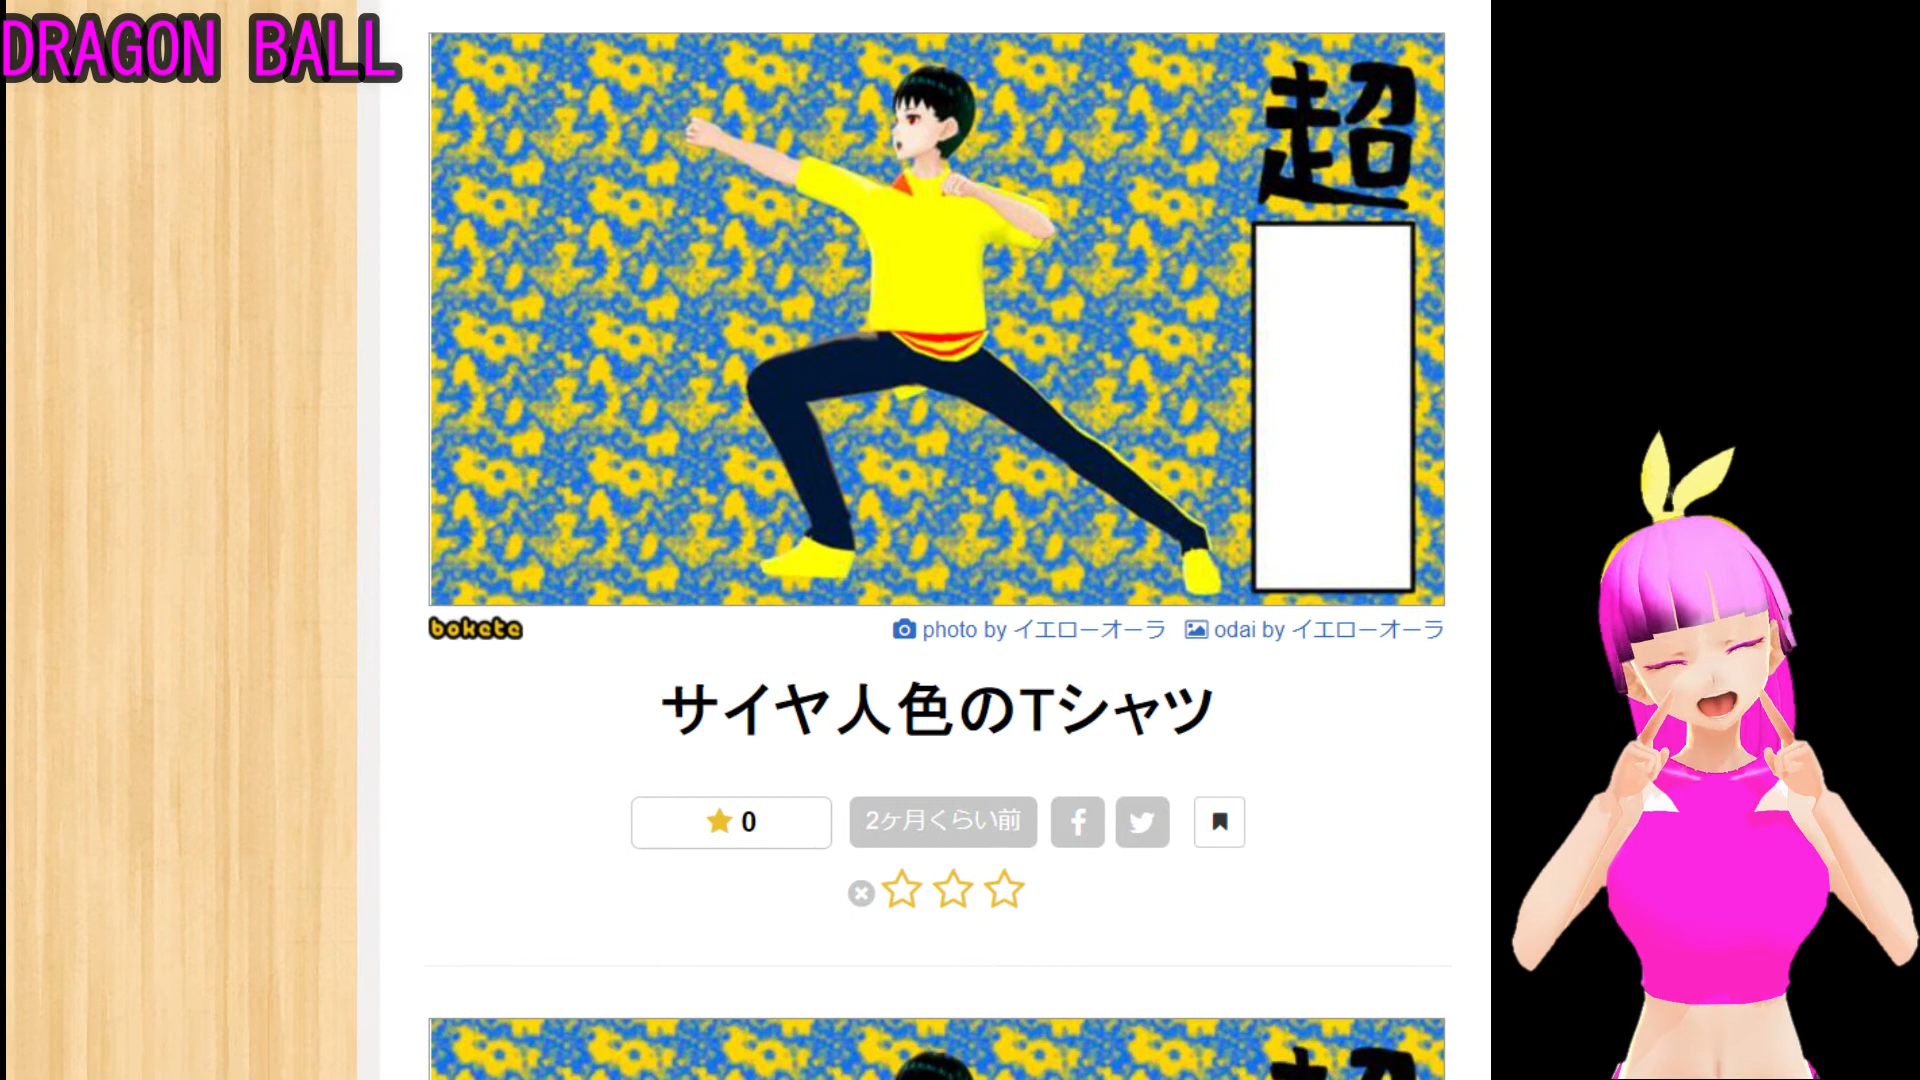 DRAGON BALL
超
bokete
photo by イエローオーラ odai by イエローオーラ
サイヤ人色のTシャツ
0 2ヶ月くらい前